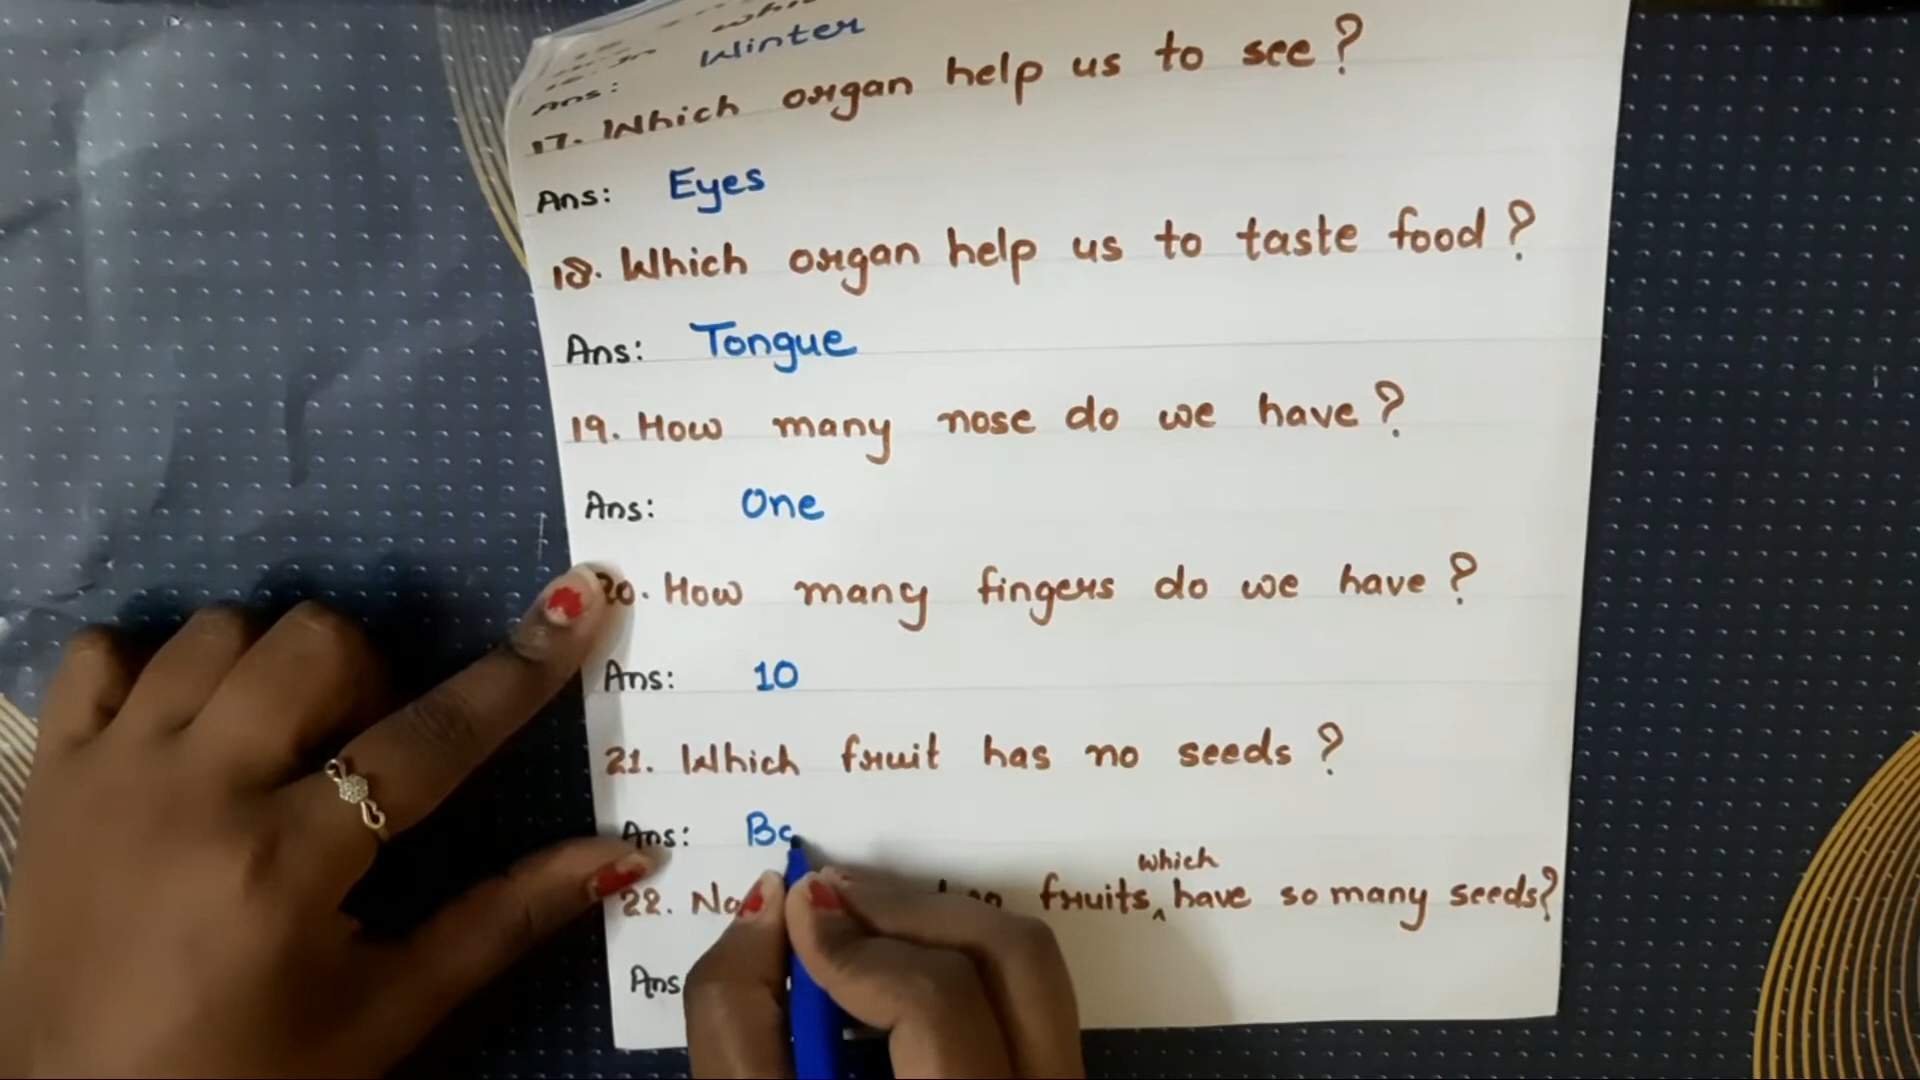 Ans: Winter
17. Which organ help us to see?
Ans: Eyes
18. Which organ help us to taste food?
Ans: Tongue
19. How many nose do we have?
Ans: One
20. How many fingers do we have?
Ans: 10
21. Which fruit has no seeds?
Ans:
which
22. fruits ^ have so many seeds?
Ans